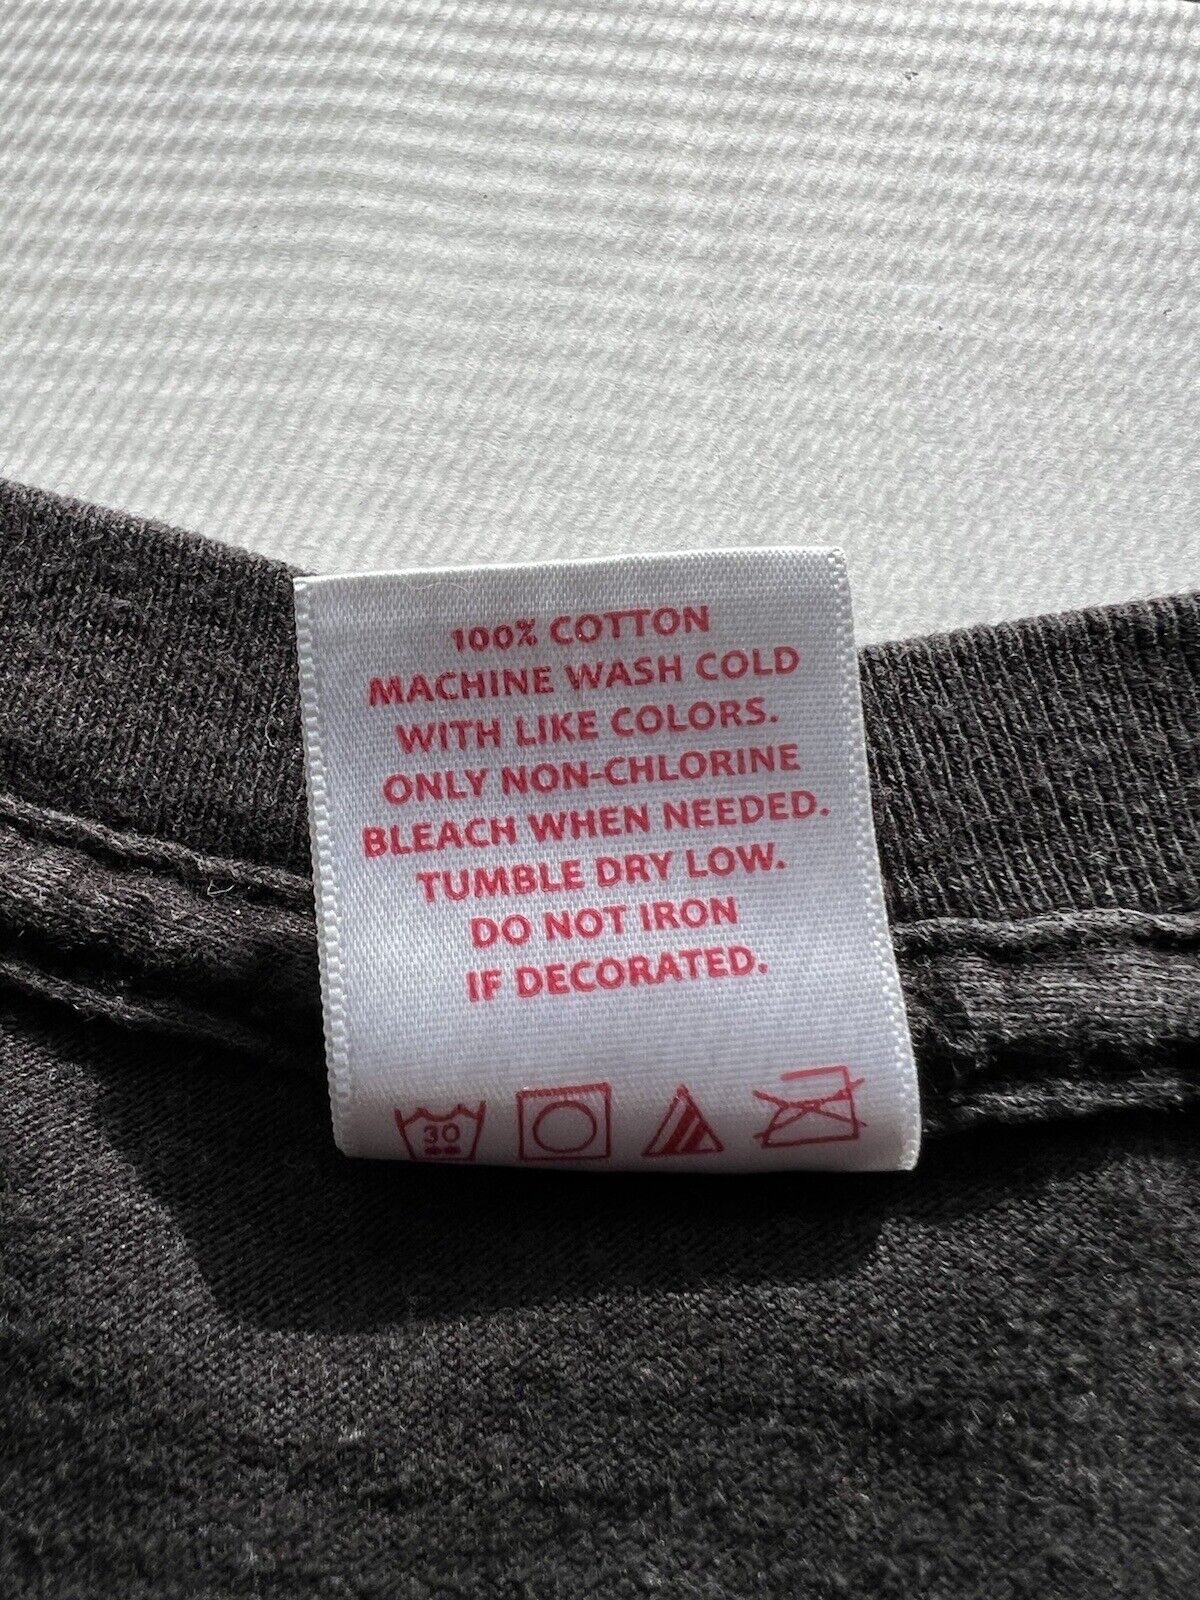 100% COTTON
MACHINE WASH COLD
WITH LIKE COLORS.
ONLY NON-CHLORINE
BLEACH WHEN NEEDED.
TUMBLE DRY LOW.
DO NOT IRON
IF DECORATED.
30